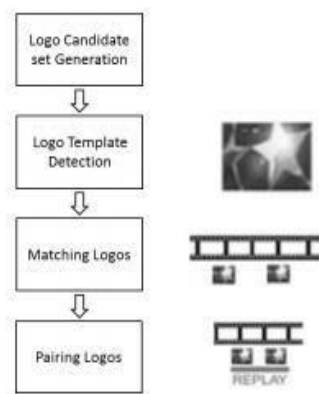 Logo Candidate
set Generation
Logo Template
Detection
Matching Logos
Pairing Logos
REPLAY